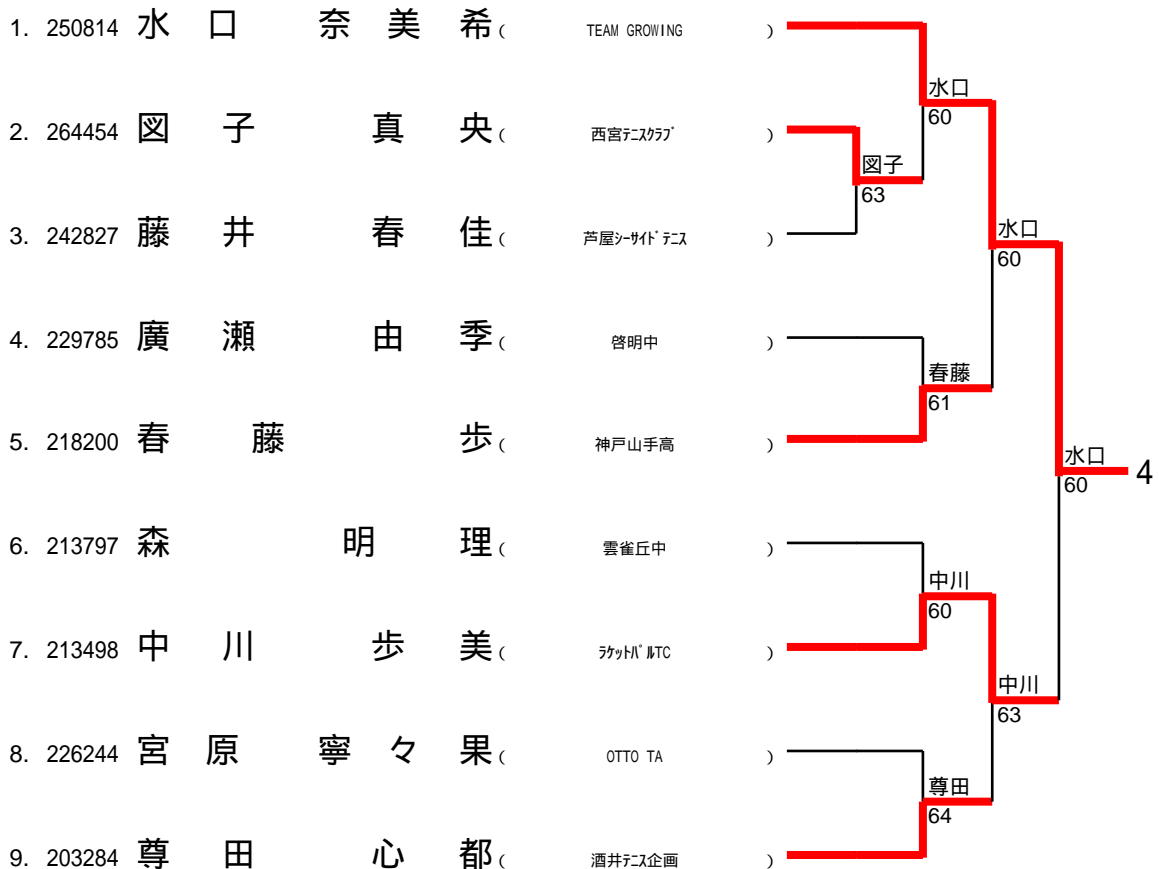 1. 250814 水口 奈美希 ( TEAM GROWING )
水口
60
2. 264454 図子 真央 ( 西宮ﾃﾆｽｸﾗﾌﾞ )
図子
63
3. 242827 藤井 春佳 ( 芦屋ｼｰｻｲﾄﾞﾃﾆｽ )
水口
60
4. 229785 廣瀬 由季 ( 啓明中 )
春藤
61
5. 218200 春藤 歩 ( 神戸山手高 )
水口
60 4
6. 213797 森 明理 ( 雲雀丘中 )
中川
60
7. 213498 中川 歩美 ( ﾗｹｯﾄﾊﾟﾙTC )
中川
63
8. 226244 宮原 寧々果 ( OTTO TA )
尊田
64
9. 203284 尊田 心都 ( 酒井ﾃﾆｽ企画 )